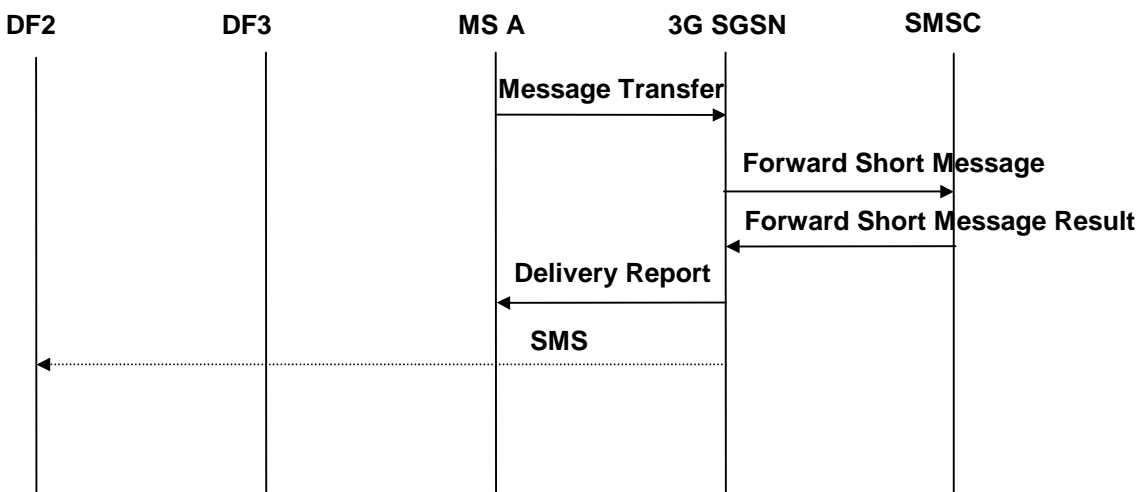 DF2 DF3 MS A 3G SGSN SMSC
Message Transfer
Forward Short Message
Forward Short Message Result
Delivery Report
SMS